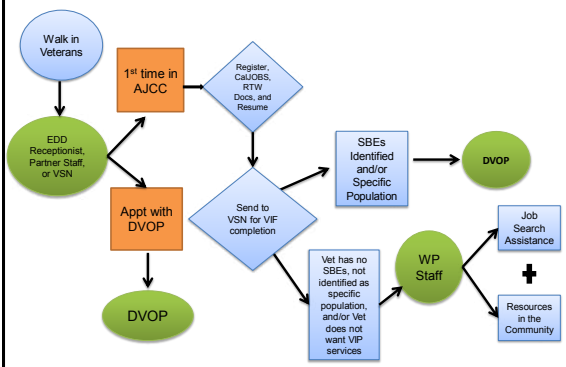 Walk in
Veterans
EDD
Receptionist,
Partner Staff,
or VSN
1st time in
AJCC
Appt with
DVOP
DVOP
Register,
CalJOBS,
RTW
Docs, and
Resume
Send to
VSN for VIF
completion
SBEs
Identified
and/or
Specific
Population
DVOP
Vet has no
SBEs, not
identified as
specific
population,
and/or Vet
does not
want VIP
services
WP
Staff
Job
Search
Assistance
+
Resources
in the
Community